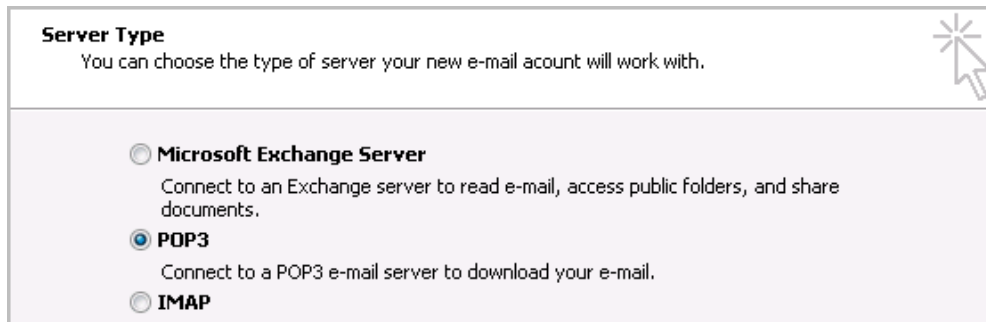 Server Type
You can choose the type of server your new e-mail acount will work with.
Microsoft Exchange Server
Connect to an Exchange server to read e-mail, access public folders, and share
documents.
POP3
Connect to a POP3 e-mail server to download your e-mail.
IMAP